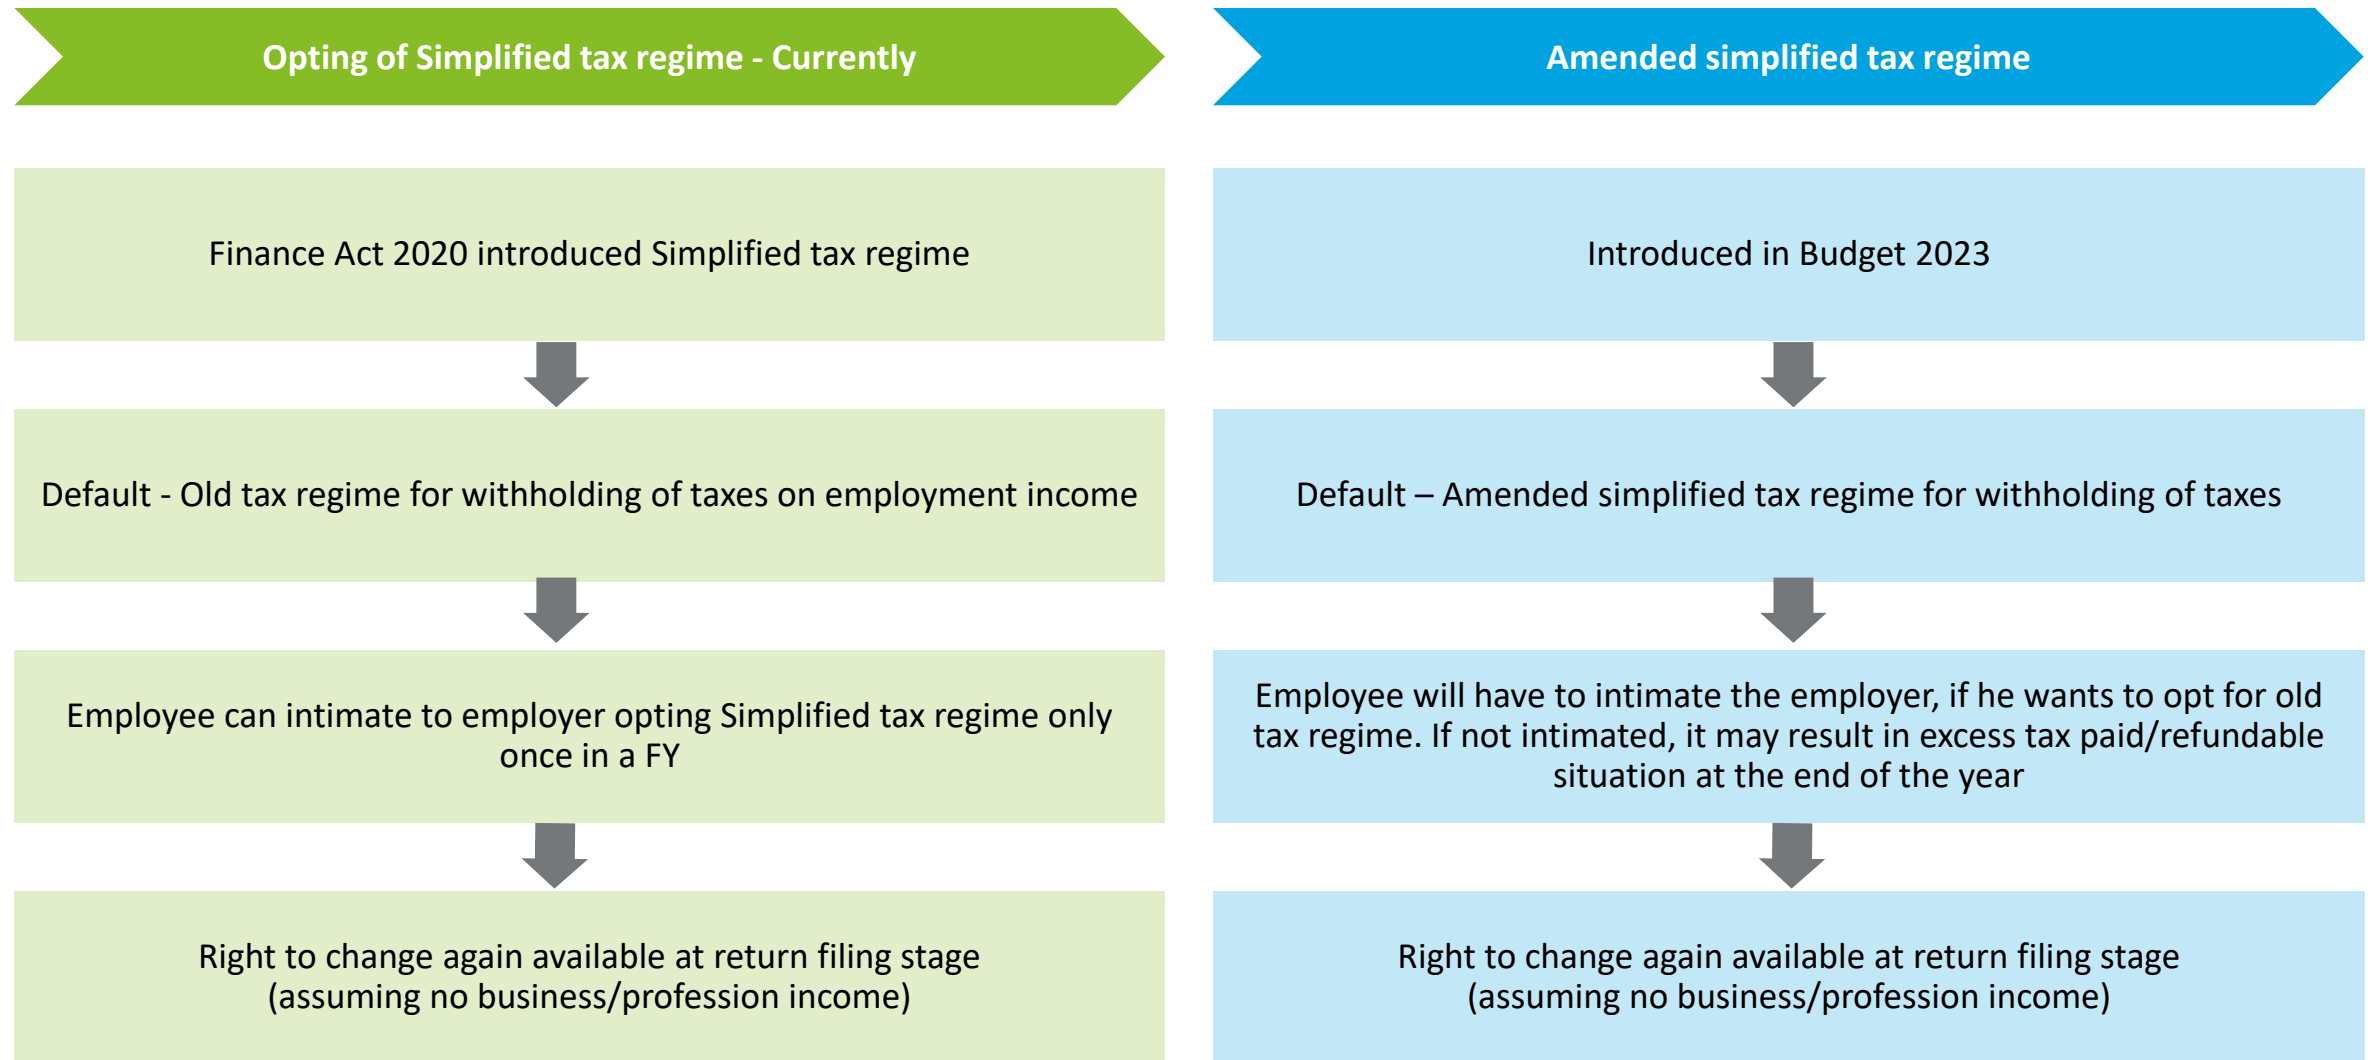 Opting of Simplified tax regime - Currently
Finance Act 2020 introduced Simplified tax regime
Default - Old tax regime for withholding of taxes on employment income
Employee can intimate to employer opting Simplified tax regime only
once in a FY
Right to change again available at return filing stage
(assuming no business/profession income)
Amended simplified tax regime
Introduced in Budget 2023
Default – Amended simplified tax regime for withholding of taxes
Employee will have to intimate the employer, if he wants to opt for old
tax regime. If not intimated, it may result in excess tax paid/refundable
situation at the end of the year
Right to change again available at return filing stage
(assuming no business/profession income)